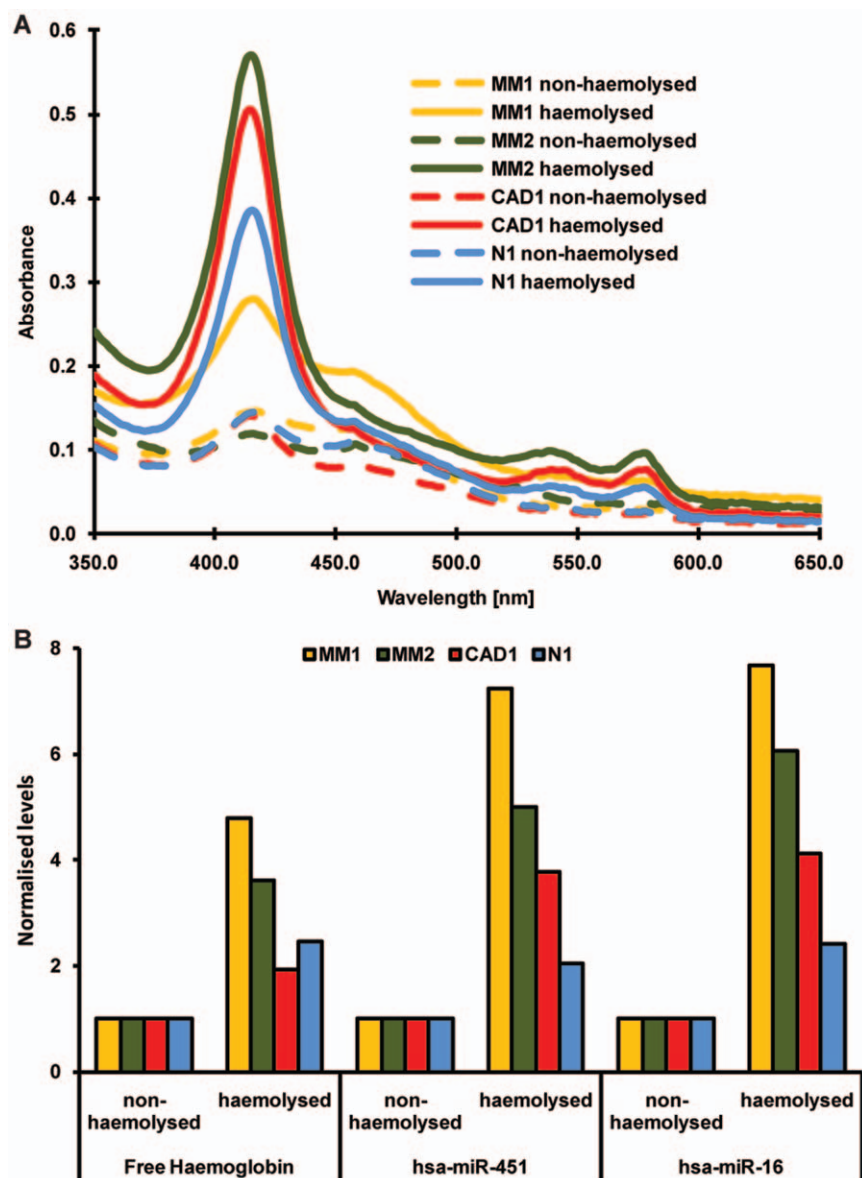 A
0.6
0.5
0.4
0.3
0.2
0.1
0.0
Absorbance
MM1 non-haemolysed
MM1 haemolysed
MM2 non-haemolysed
MM2 haemolysed
CAD1 non-haemolysed
CAD1 haemolysed
N1 non-haemolysed
N1 haemolysed
350.0 400.0 450.0 500.0 550.0 600.0 650.0
Wavelength [nm]
B
8
6
4
2
0
Normalised levels
MM1 MM2 CAD1 N1
non-haemolysed haemolysed non-haemolysed haemolysed non-haemolysed haemolysed
Free Haemoglobin hsa-miR-451 hsa-miR-16